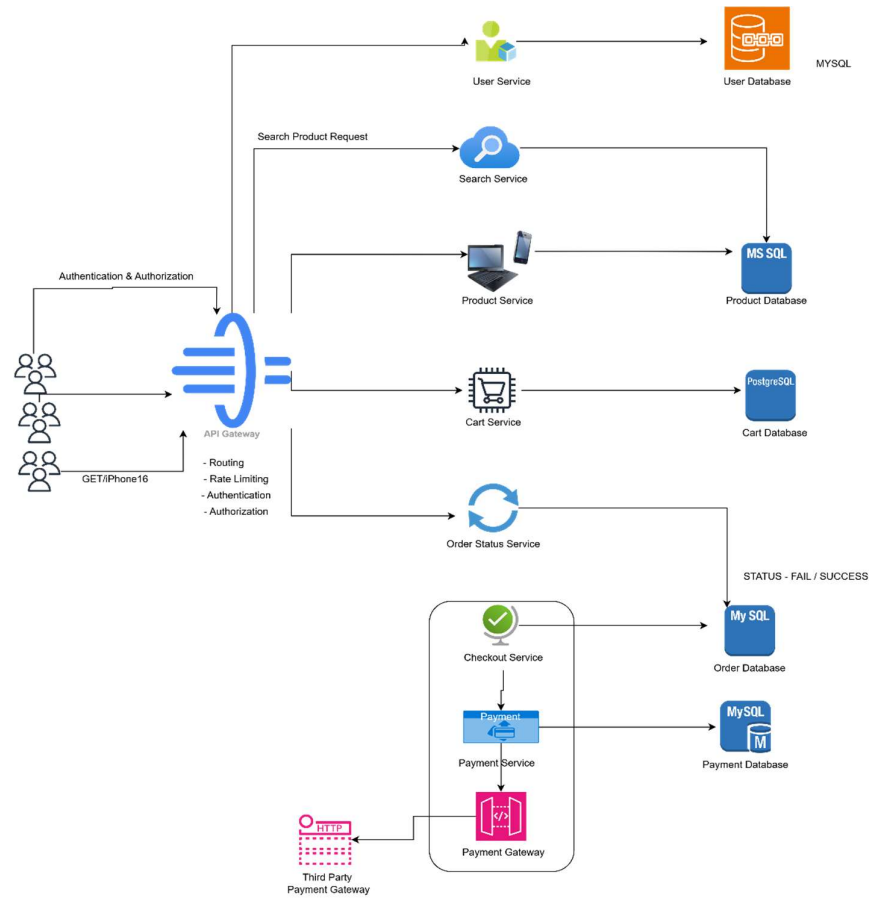 User Service
User Database
MYSQL
Search Product Request
Search Service
MS SQL
Product Service
Product Database
Authentication & Authorization
PostgreSQL
API Gateway
Cart Service
Cart Database
GET/iPhone16
- Routing
- Rate Limiting
- Authentication
- Authorization
Order Status Service
STATUS - FAIL / SUCCESS
My SQL
Checkout Service
Order Database
Payment
MySQL
M
Payment Service
Payment Database
</>
HTTP
Payment Gateway
Third Party
Payment Gateway